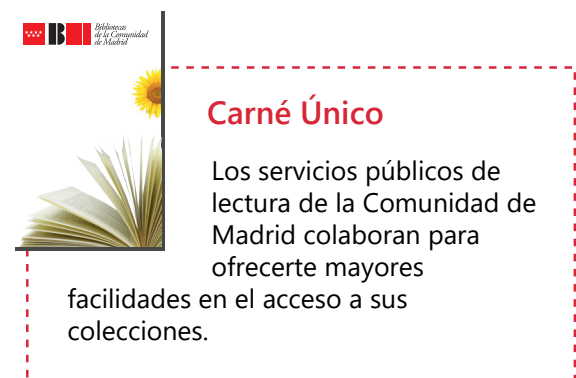 Bibliotecas
de la Comunidad
de Madrid
Carné Único
Los servicios públicos de
lectura de la Comunidad de
Madrid colaboran para
ofrecerte mayores
facilidades en el acceso a sus
colecciones.